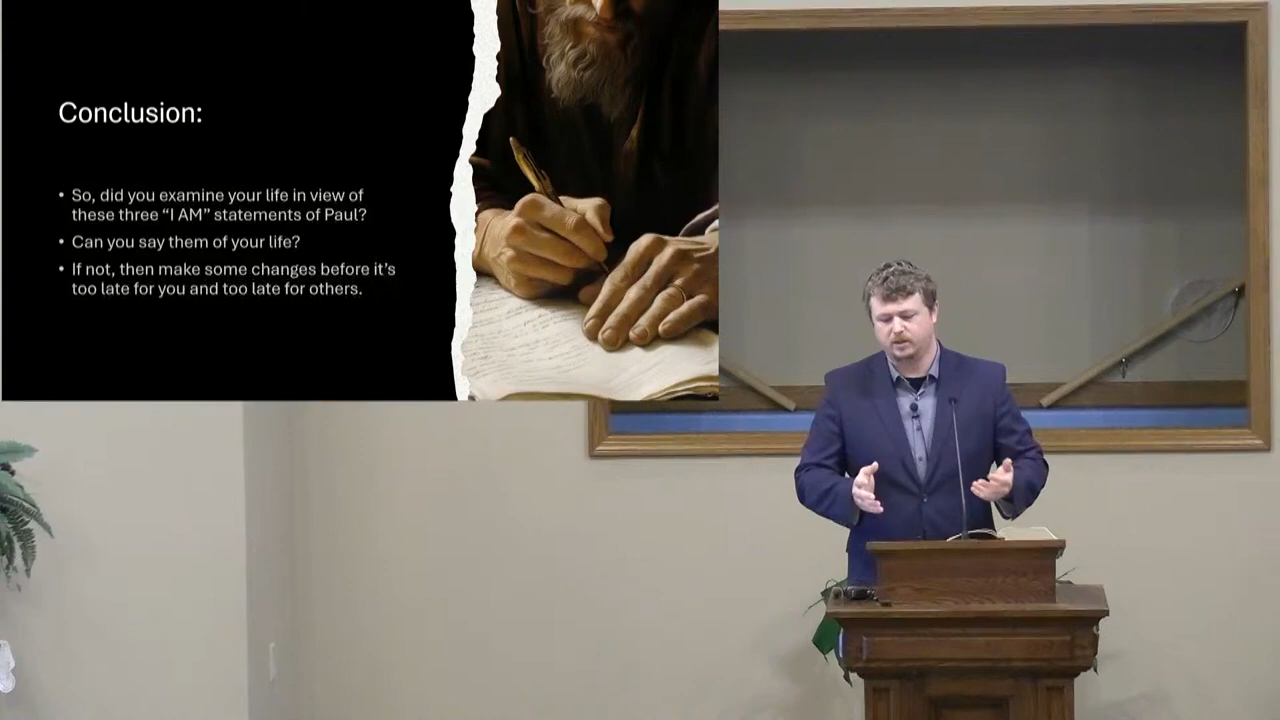 Conclusion:
• So, did you examine your life in view of
these three “I AM” statements of Paul?
• Can you say them of your life?
• If not, then make some changes before it’s
too late for you and too late for others.